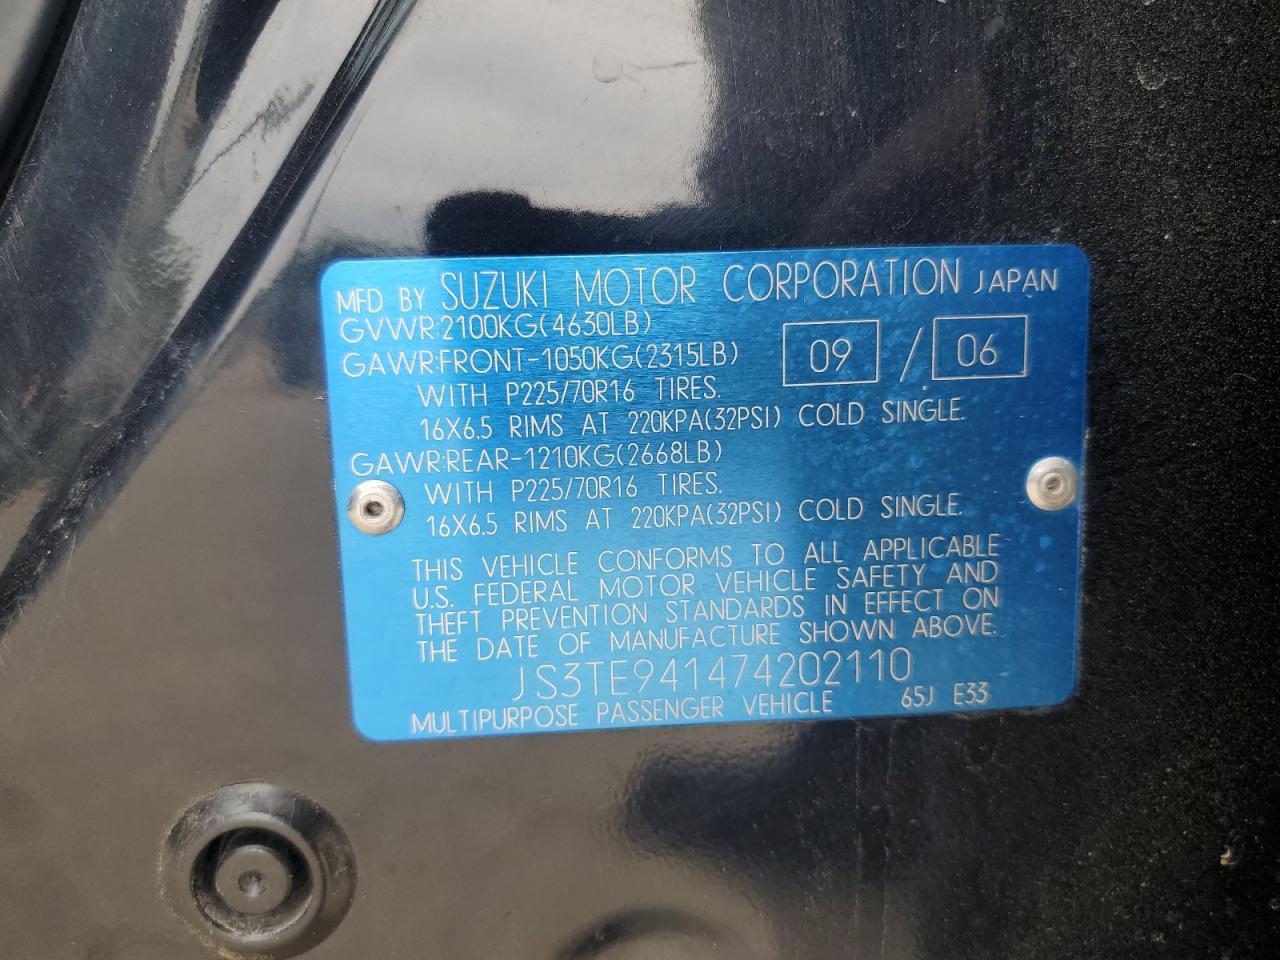 MFD BY SUZUKI MOTOR CORPORATION JAPAN
GVWR:2100KG(4630LB)
GAWR:FRONT-1050KG(2315LB) 09 / 06
WITH P225/70R16 TIRES.
16X6.5 RIMS AT 220KPA(32PSI) COLD SINGLE.
GAWR:REAR-1210KG(2668LB)
WITH P225/70R16 TIRES.
16X6.5 RIMS AT 220KPA(32PSI) COLD SINGLE.
THIS VEHICLE CONFORMS TO ALL APPLICABLE
U.S. FEDERAL MOTOR VEHICLE SAFETY AND
THEFT PREVENTION STANDARDS IN EFFECT ON
THE DATE OF MANUFACTURE SHOWN ABOVE.
JS3TE941474202110
MULTIPURPOSE PASSENGER VEHICLE 65J E33